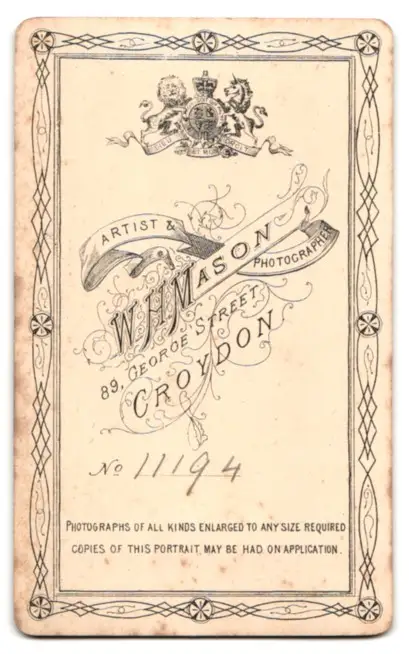 ARTIST &
PHOTOGRAPHER
W. H. MASON
89, GEORGE STREET
CROYDON
No 11194
PHOTOGRAPHS OF ALL KINDS ENLARGED TO ANY SIZE REQUIRED
COPIES OF THIS PORTRAIT MAY BE HAD ON APPLICATION.